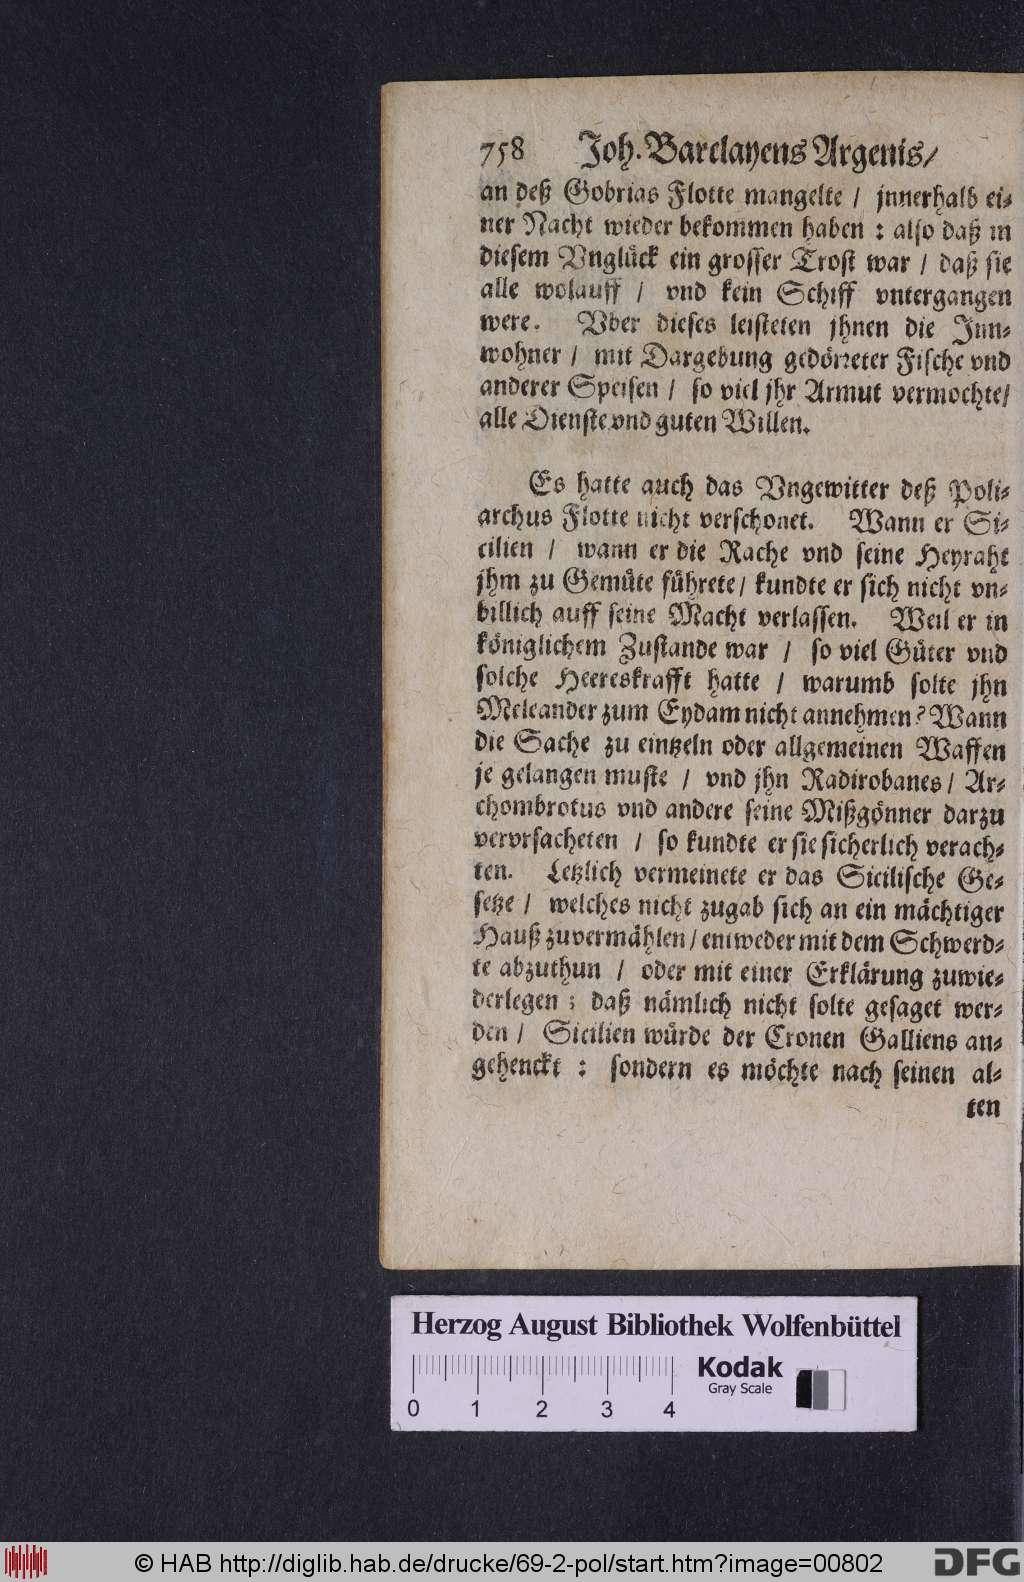 758 Joh. Barclayens Argenis/
an deß Gobrias Flotte mangelte / jnnerhalb ei-
ner Nacht wieder bekommen haben : also daß in
diesem Vnglück ein grosser Trost war / daß sie
alle wolauff / vnd kein Schiff vntergangen
were. Vber dieses leisteten jhnen die Inn-
wohner / mit Dargebung gedörreter Fische vnd
anderer Speisen / so viel jhr Armut vermochte/
alle Dienste vnd guten Willen.
Es hatte auch das Vngewitter deß Poli-
archus Flotte nicht verschonet. Wann er Si-
cilien / wann er die Rache vnd seine Heyraht
jhm zu Gemüte führete/ kundte er sich nicht vn-
billich auff seine Macht verlassen. Weil er in
königlichem Zustande war / so viel Güter vnd
solche Heereskrafft hatte / warumb solte jhn
Meleander zum Eydam nicht annehmen? Wann
die Sache zu eintzeln oder allgemeinen Waffen
je gelangen muste / vnd jhn Radirobanes/ Ar-
chombrotus vnd andere seine Mißgönner darzu
vervrsacheten / so kundte er sie sicherlich verach-
ten. Letzlich vermeinete er das Sicilische Ge-
setze / welches nicht zugab sich an ein mächtiger
Hauß zuvermählen/ entweder mit dem Schwerd-
te abzuthun / oder mit einer Erklärung zuwie-
derlegen ; daß nämlich nicht solte gesaget wer-
den / Sicilien würde der Cronen Galliens an-
gehenckt : sondern es möchte nach seinen al-
ten
Herzog August Bibliothek Wolfenbüttel
Kodak
Gray Scale
0 1 2 3 4
© HAB http://diglib.hab.de/drucke/69-2-pol/start.htm?image=00802
DFG